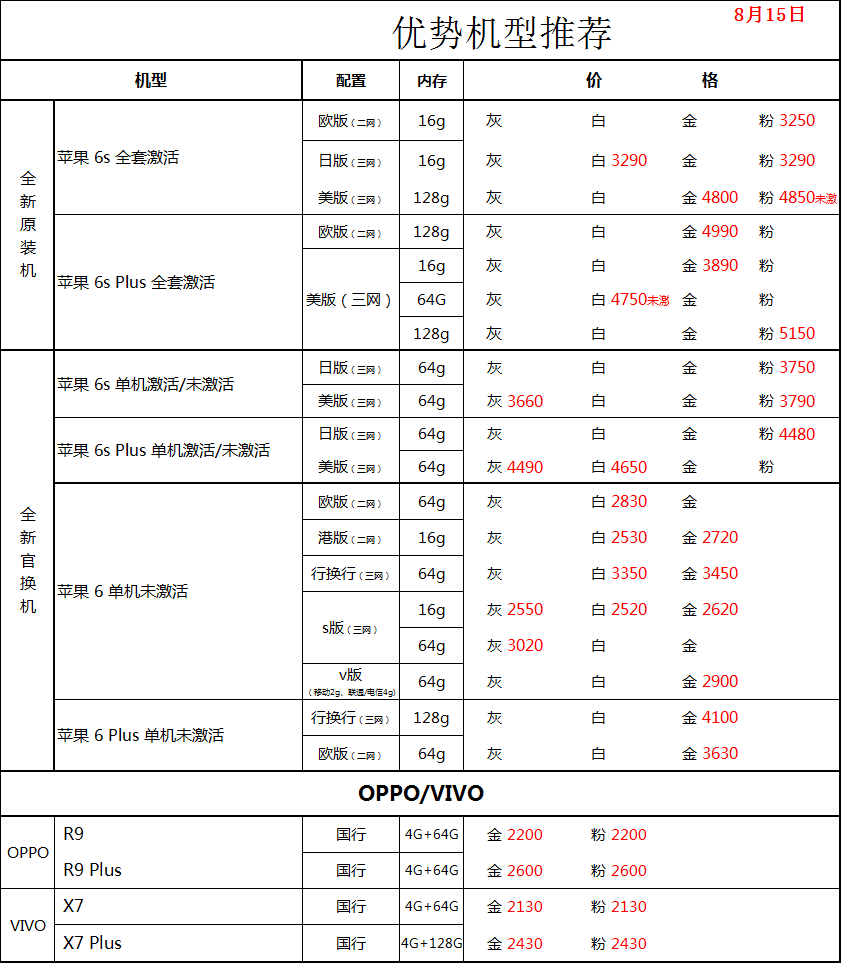 优势机型推荐
8月15日
机型 配置 内存 价 格
全新原装机
苹果 6s 全套激活
欧版（二网） 16g 灰 白 金 粉 3250
日版（三网） 16g 灰 白 3290 金 粉 3290
美版（三网） 128g 灰 白 金 4800 粉 4850未激
苹果 6s Plus 全套激活
欧版（二网） 128g 灰 白 金 4990 粉
美版（三网） 16g 灰 白 金 3890 粉
64G 灰 白 4750未激 金 粉
128g 灰 白 金 粉 5150
全新官换机
苹果 6s 单机激活/未激活
日版（三网） 64g 灰 白 金 粉 3750
美版（三网） 64g 灰 3660 白 金 粉 3790
苹果 6s Plus 单机激活/未激活
日版（三网） 64g 灰 白 金 粉 4480
美版（三网） 64g 灰 4490 白 4650 金 粉
苹果 6 单机未激活
欧版（二网） 64g 灰 白 2830 金
港版（二网） 16g 灰 白 2530 金 2720
行换行（三网） 64g 灰 白 3350 金 3450
s版（三网） 16g 灰 2550 白 2520 金 2620
64g 灰 3020 白 金
v版
（移动2g、联通/电信4g） 64g 灰 白 金 2900
苹果 6 Plus 单机未激活
行换行（三网） 128g 灰 白 金 4100
欧版（二网） 64g 灰 白 金 3630
OPPO/VIVO
OPPO
R9 国行 4G+64G 金 2200 粉 2200
R9 Plus 国行 4G+64G 金 2600 粉 2600
VIVO
X7 国行 4G+64G 金 2130 粉 2130
X7 Plus 国行 4G+128G 金 2430 粉 2430